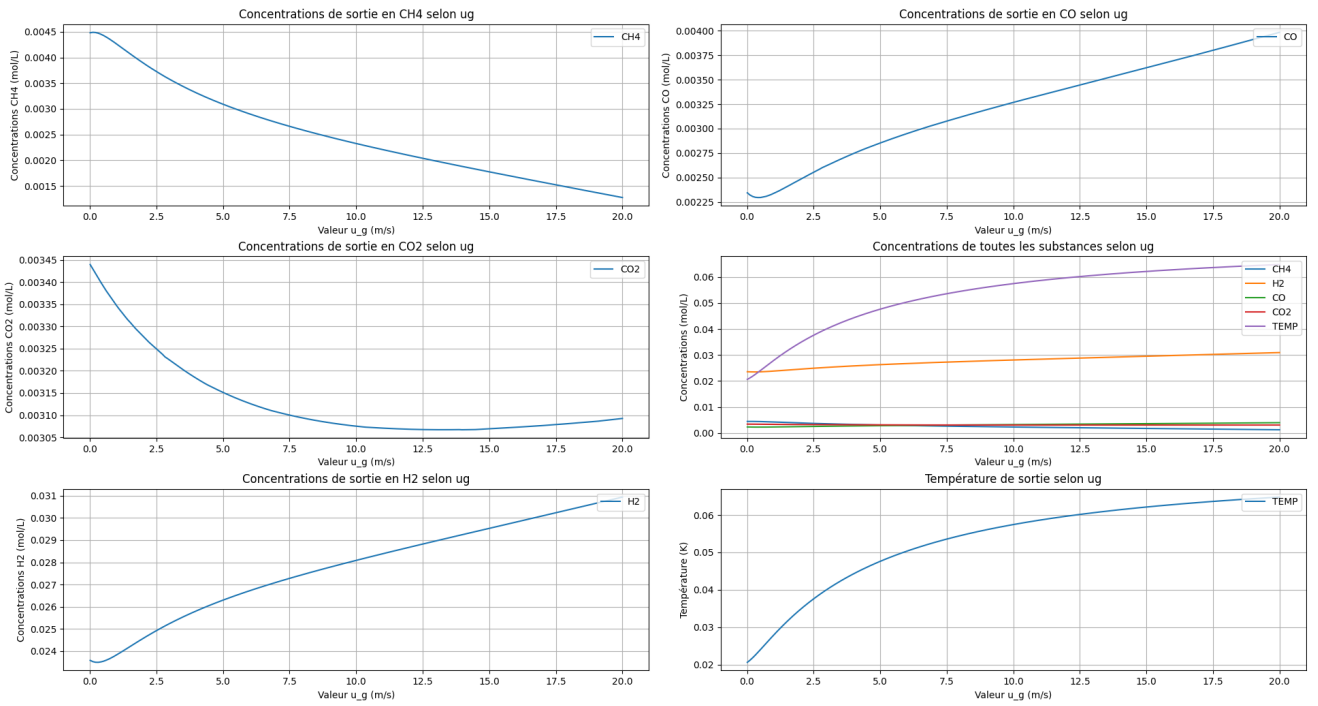 Concentrations de sortie en CH4 selon ug
Concentrations CH4 (mol/L)
0.0045
0.0040
0.0035
0.0030
0.0025
0.0020
0.0015
CH4
0.0 2.5 5.0 7.5 10.0 12.5 15.0 17.5 20.0
Valeur u_g (m/s)
Concentrations de sortie en CO selon ug
Concentrations CO (mol/L)
0.00400
0.00375
0.00350
0.00325
0.00300
0.00275
0.00250
0.00225
CO
0.0 2.5 5.0 7.5 10.0 12.5 15.0 17.5 20.0
Valeur u_g (m/s)
Concentrations de sortie en CO2 selon ug
Concentrations CO2 (mol/L)
0.00345
0.00340
0.00335
0.00330
0.00325
0.00320
0.00315
0.00310
0.00305
CO2
0.0 2.5 5.0 7.5 10.0 12.5 15.0 17.5 20.0
Valeur u_g (m/s)
Concentrations de toutes les substances selon ug
Concentrations (mol/L)
0.06
0.05
0.04
0.03
0.02
0.01
0.00
CH4
H2
CO
CO2
TEMP
0.0 2.5 5.0 7.5 10.0 12.5 15.0 17.5 20.0
Valeur u_g (m/s)
Concentrations de sortie en H2 selon ug
Concentrations H2 (mol/L)
0.031
0.030
0.029
0.028
0.027
0.026
0.025
0.024
H2
0.0 2.5 5.0 7.5 10.0 12.5 15.0 17.5 20.0
Valeur u_g (m/s)
Température de sortie selon ug
Température (K)
0.06
0.05
0.04
0.03
0.02
TEMP
0.0 2.5 5.0 7.5 10.0 12.5 15.0 17.5 20.0
Valeur u_g (m/s)